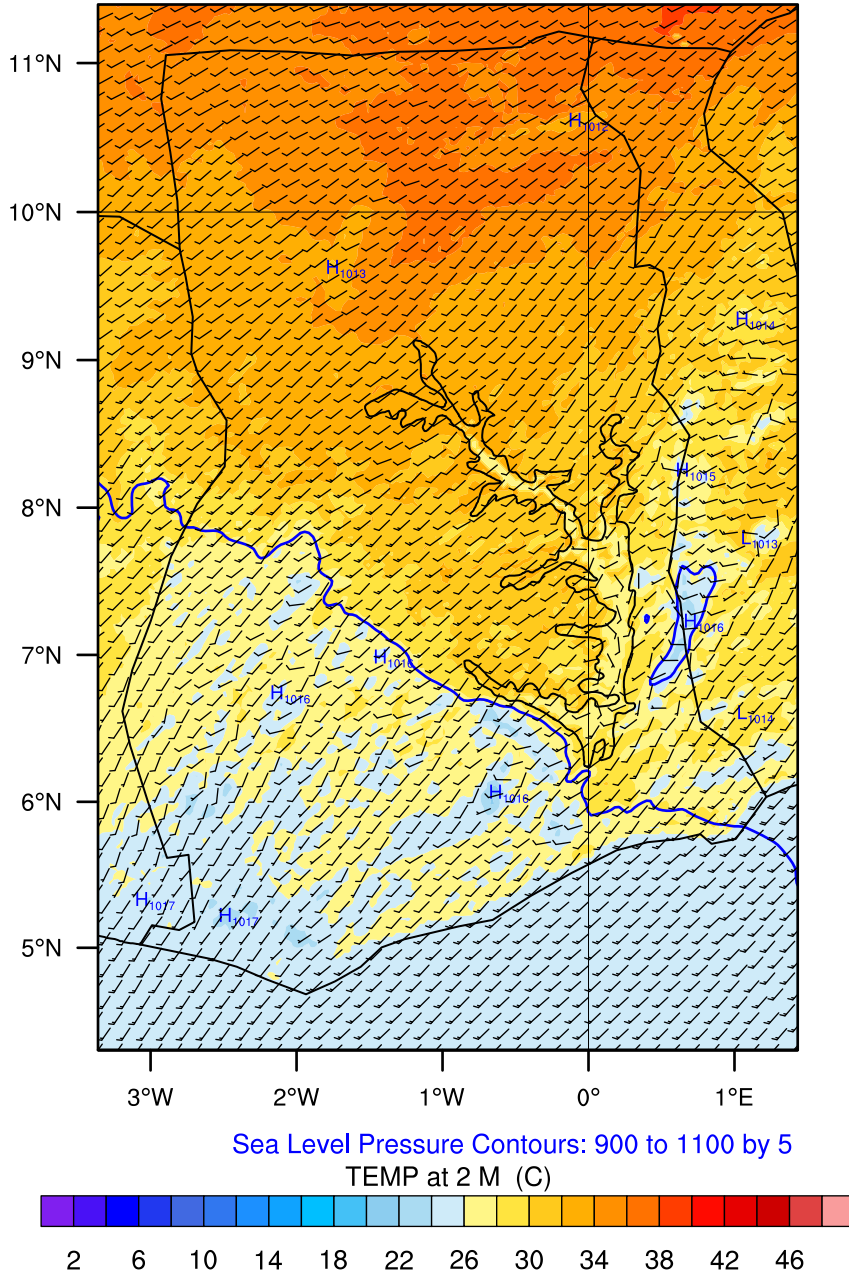 11°N
H1012
10°N
H1013
H1014
9°N
H1015
8°N
L1013
H1016
7°N
H1016
H1016
L1014
6°N
H1016
H1017
H1017
5°N
3°W 2°W 1°W 0° 1°E
Sea Level Pressure Contours: 900 to 1100 by 5
TEMP at 2 M (C)
2 6 10 14 18 22 26 30 34 38 42 46